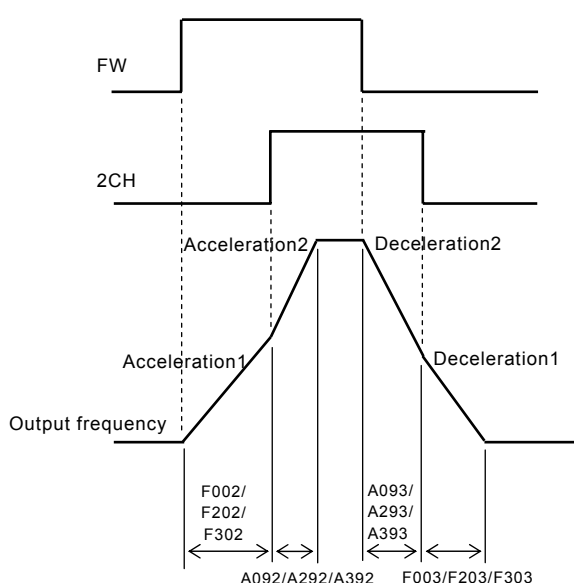 FW
2CH
Acceleration2
Deceleration2
Acceleration1
Deceleration1
Output frequency
F002/
F202/
F302
A093/
A293/
A393
A092/A292/A392
F003/F203/F303